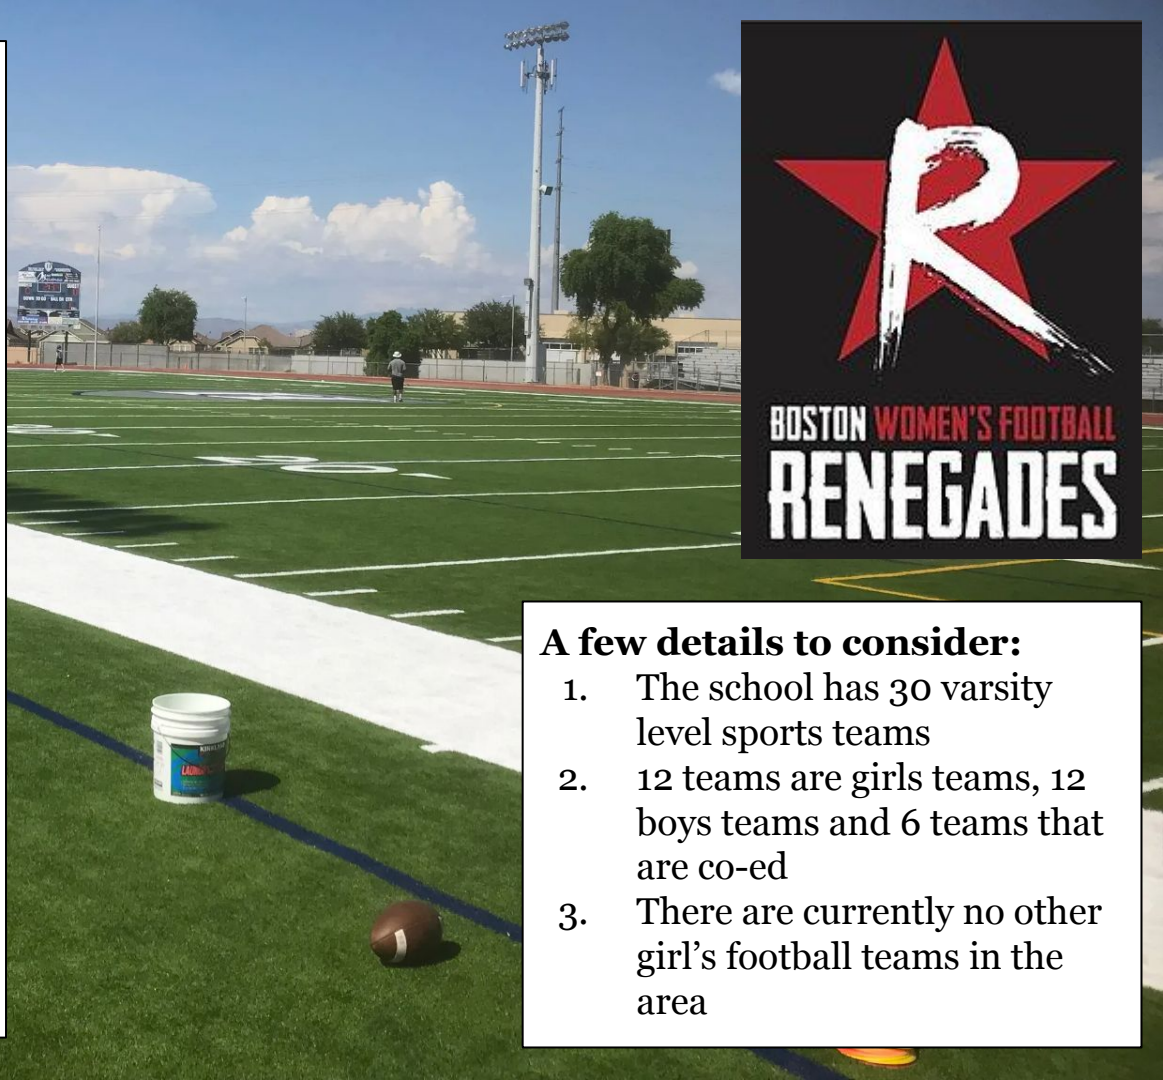 R
BOSTON WOMEN'S FOOTBALL
RENEGADES
A few details to consider:
1. The school has 30 varsity
level sports teams
2. 12 teams are girls teams, 12
boys teams and 6 teams that
are co-ed
3. There are currently no other
girl's football teams in the
area